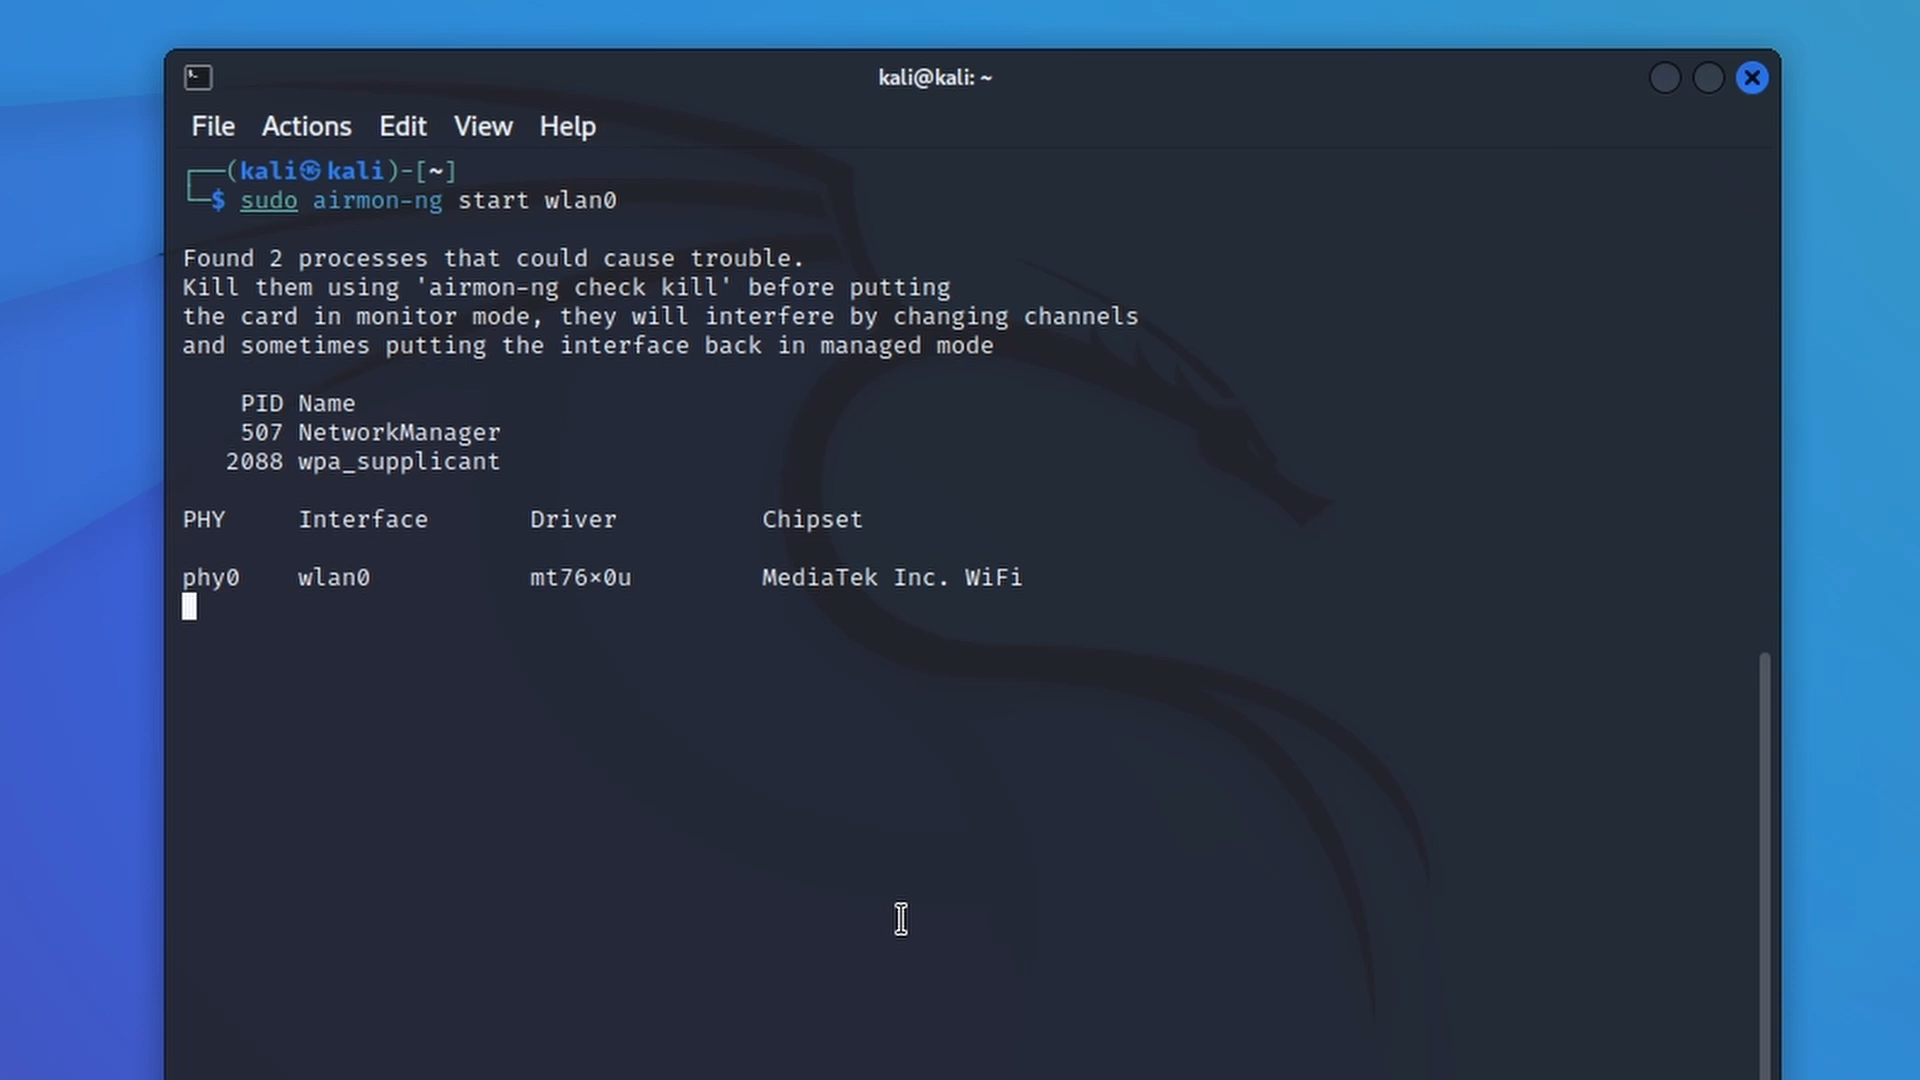 kali@kali: ~
File Actions Edit View Help
┌──(kali㉿kali)-[~]
└─$ sudo airmon-ng start wlan0
Found 2 processes that could cause trouble.
Kill them using 'airmon-ng check kill' before putting
the card in monitor mode, they will interfere by changing channels
and sometimes putting the interface back in managed mode
PID Name
507 NetworkManager
2088 wpa_supplicant
PHY Interface Driver Chipset
phy0 wlan0 mt76×0u MediaTek Inc. WiFi